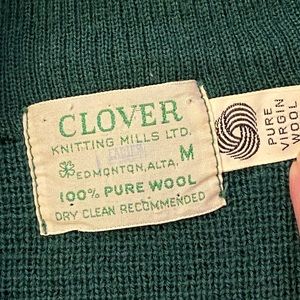 CLOVER
KNITTING MILLS LTD.
EDMONTON, ALTA. M
100% PURE WOOL
DRY CLEAN RECOMMENDED
PURE
VIRGIN
WOOL